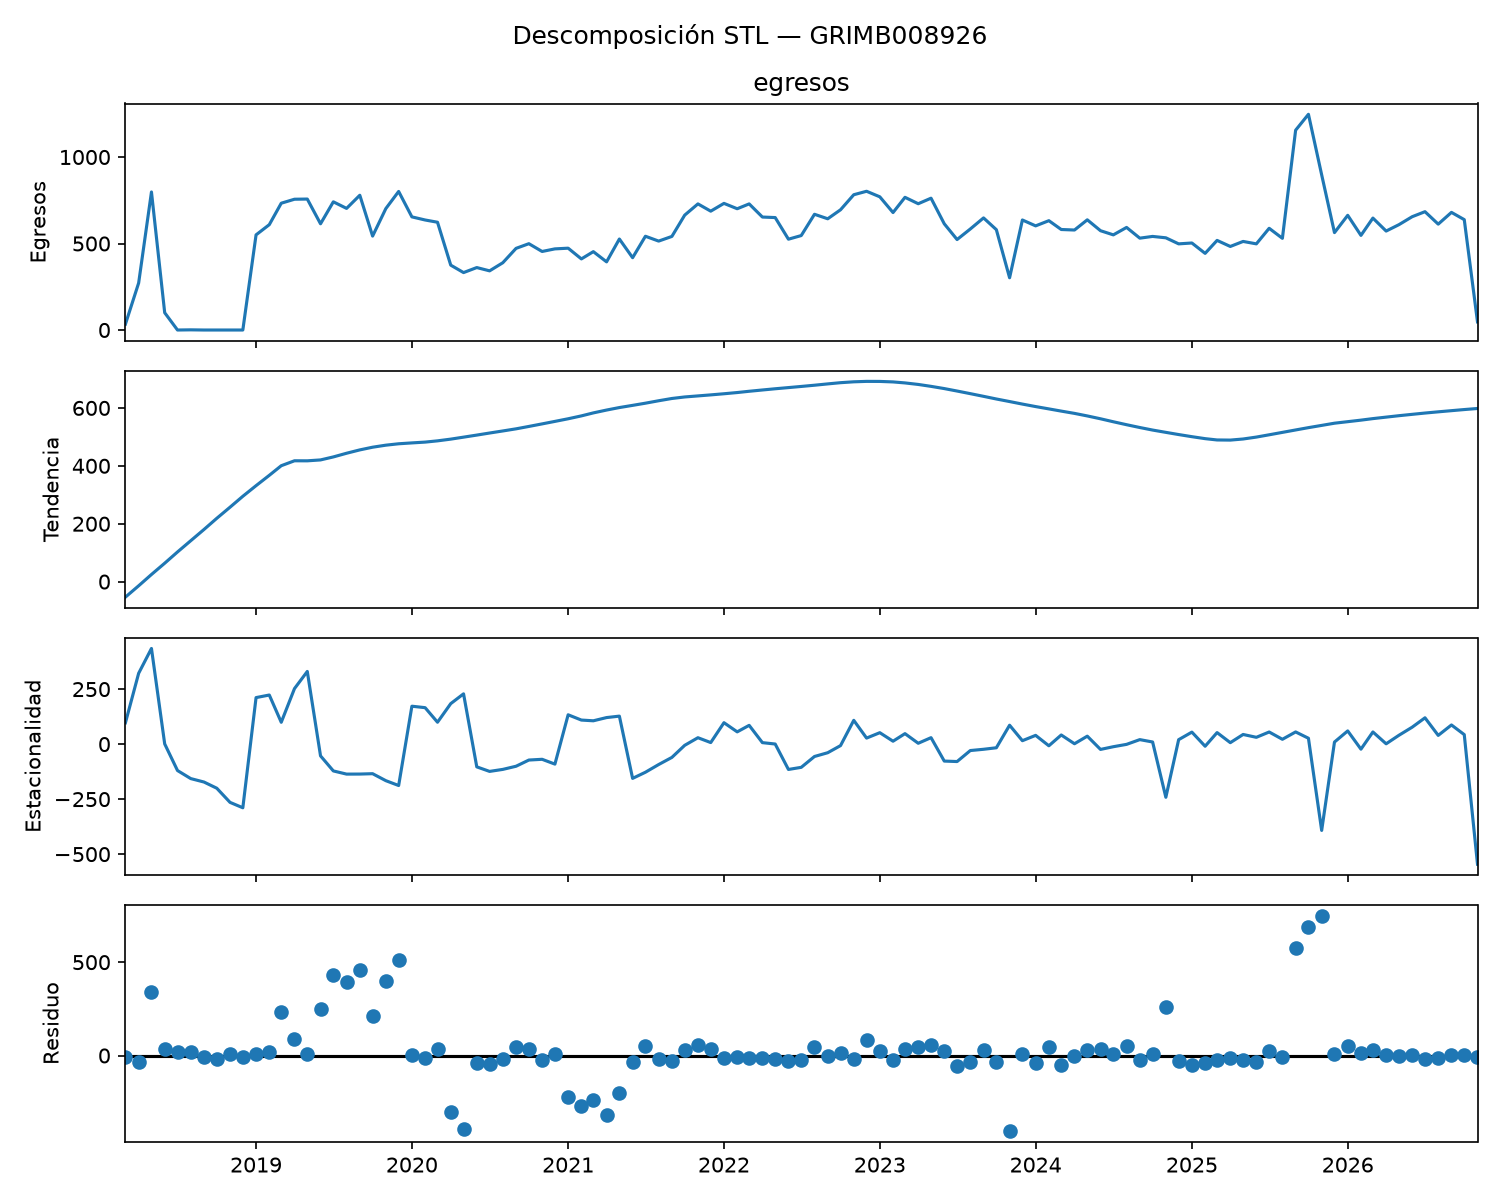 Descomposición STL — GRIMB008926
egresos
Egresos
1000
500
0
Tendencia
600
400
200
0
Estacionalidad
250
0
−250
−500
Residuo
500
0
2019 2020 2021 2022 2023 2024 2025 2026